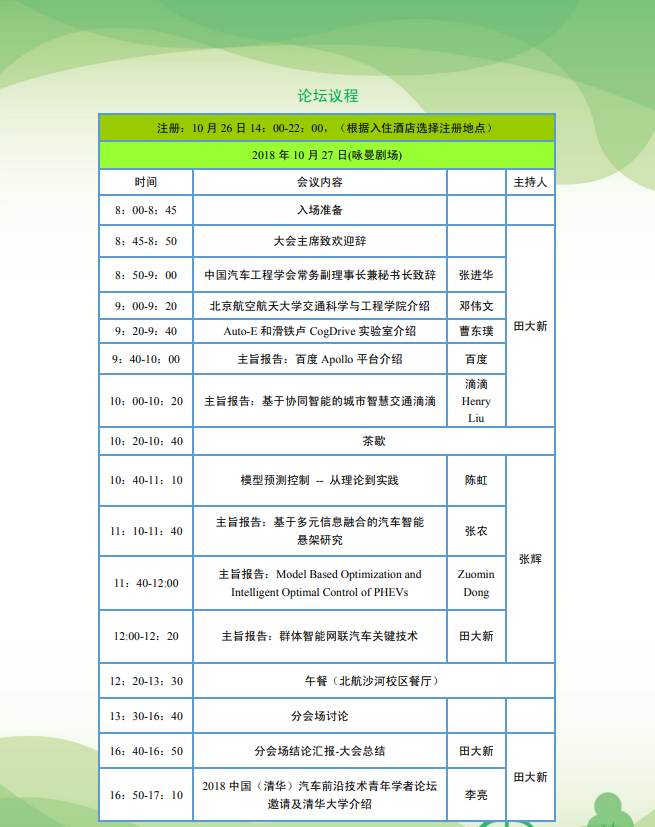 论坛议程
注册：10 月 26 日 14：00-22：00，（根据入住酒店选择注册地点）
2018 年 10 月 27 日(咏曼剧场)
时间 会议内容 主持人
8：00-8：45 入场准备
8：45-8：50 大会主席致欢迎辞
8：50-9：00 中国汽车工程学会常务副理事长兼秘书长致辞 张进华
9：00-9：20 北京航空航天大学交通科学与工程学院介绍 邓伟文
田大新
9：20-9：40 Auto-E 和滑铁卢 CogDrive 实验室介绍 曹东璞
9：40-10：00 主旨报告：百度 Apollo 平台介绍 百度
10：00-10：20 主旨报告：基于协同智能的城市智慧交通滴滴 滴滴
Henry
Liu
10：20-10：40 茶歇
10：40-11：10 模型预测控制 -- 从理论到实践 陈虹
11：10-11：40 主旨报告：基于多元信息融合的汽车智能
悬架研究 张农
张辉
11：40-12:00 主旨报告：Model Based Optimization and
Intelligent Optimal Control of PHEVs Zuomin
Dong
12:00-12：20 主旨报告：群体智能网联汽车关键技术 田大新
12：20-13：30 午餐（北航沙河校区餐厅）
13：30-16：40 分会场讨论
16：40-16：50 分会场结论汇报-大会总结 田大新
田大新
16：50-17：10 2018 中国（清华）汽车前沿技术青年学者论坛
邀请及清华大学介绍 李亮